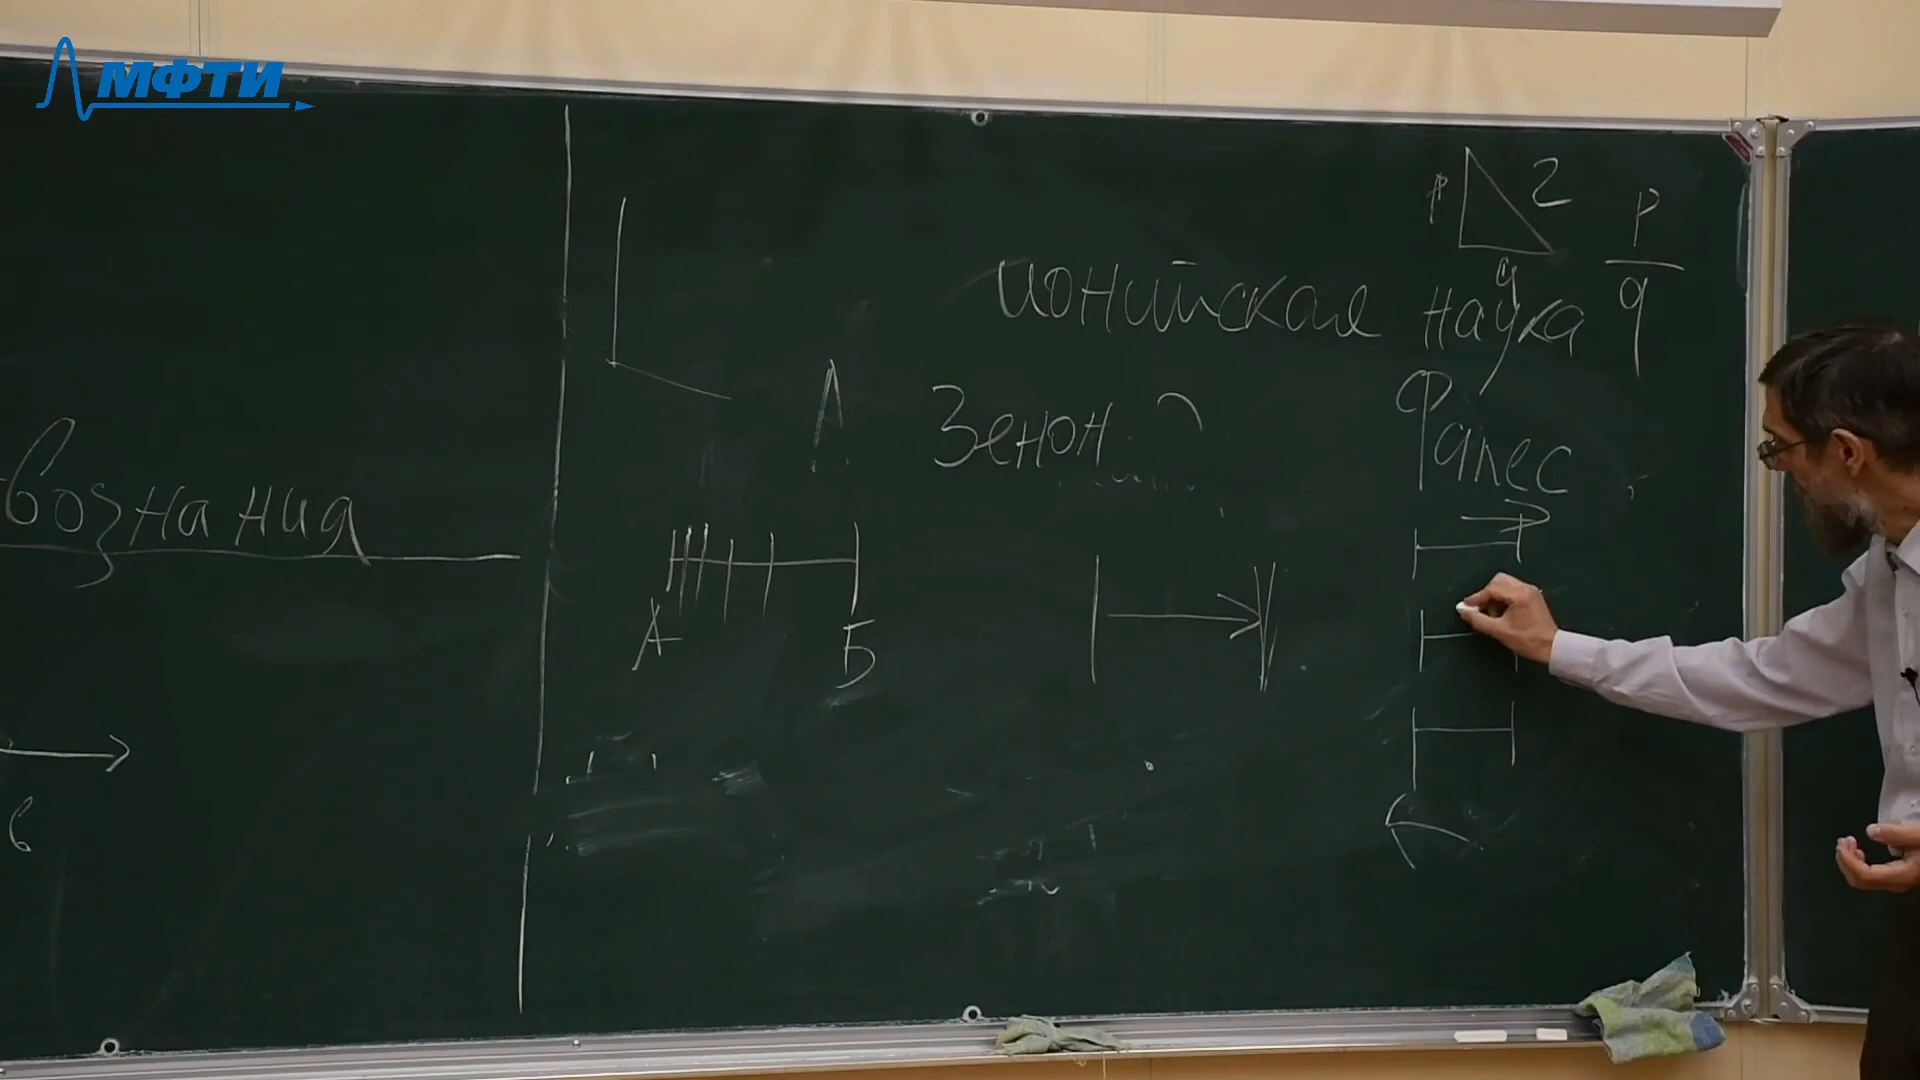 МФТИ
вознания
в
А
А
Б
ионийская наука
Зенон
Фалес
p
2
q
p
q